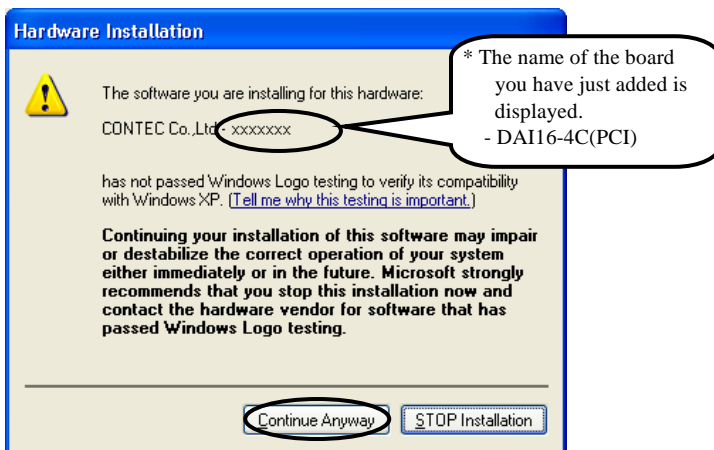 Hardware Installation
* The name of the board
you have just added is
displayed.
- DAI16-4C(PCI)
The software you are installing for this hardware:
CONTEC Co.,Ltd - xxxxxxx
has not passed Windows Logo testing to verify its compatibility
with Windows XP. (Tell me why this testing is important.)
Continuing your installation of this software may impair
or destabilize the correct operation of your system
either immediately or in the future. Microsoft strongly
recommends that you stop this installation now and
contact the hardware vendor for software that has
passed Windows Logo testing.
Continue Anyway
STOP Installation